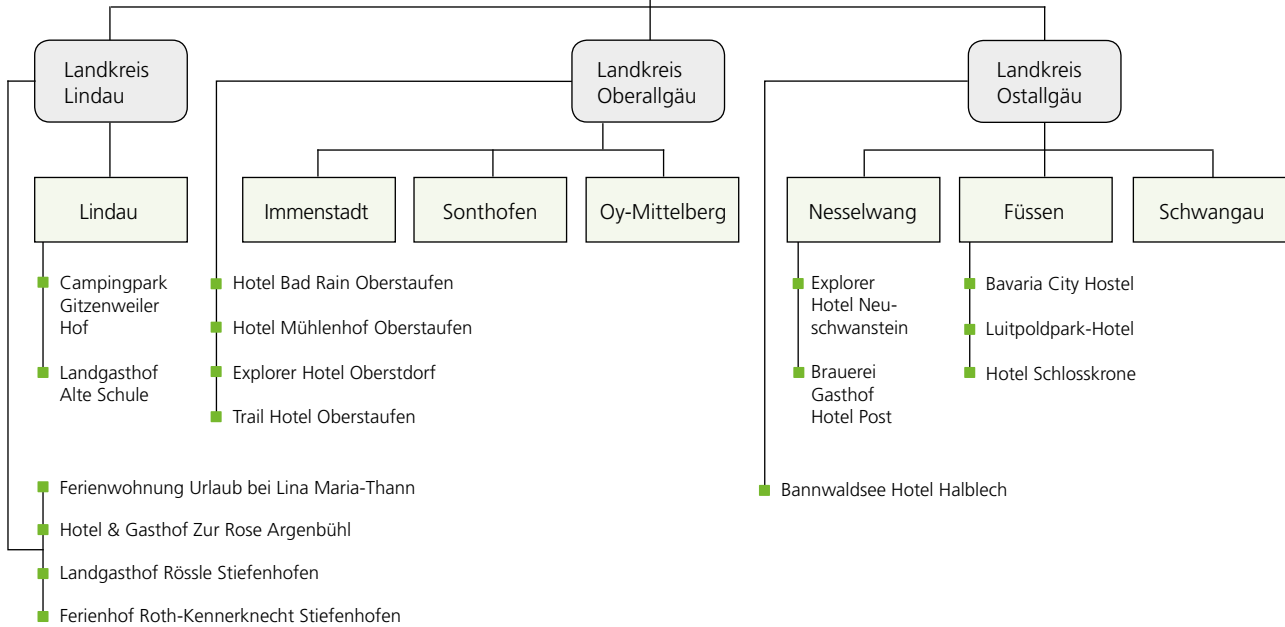 Landkreis
Lindau
Landkreis
Oberallgäu
Landkreis
Ostallgäu
Lindau
Immenstadt
Sonthofen
Oy-Mittelberg
Nesselwang
Füssen
Schwangau
Campingpark
Gitzenweiler
Hof
Landgasthof
Alte Schule
Hotel Bad Rain Oberstaufen
Hotel Mühlenhof Oberstaufen
Explorer Hotel Oberstdorf
Trail Hotel Oberstaufen
Explorer
Hotel Neu-
schwanstein
Brauerei
Gasthof
Hotel Post
Bavaria City Hostel
Luitpoldpark-Hotel
Hotel Schlosskrone
Ferienwohnung Urlaub bei Lina Maria-Thann
Hotel & Gasthof Zur Rose Argenbühl
Landgasthof Rössle Stiefenhofen
Ferienhof Roth-Kennerknecht Stiefenhofen
Bannwaldsee Hotel Halblech